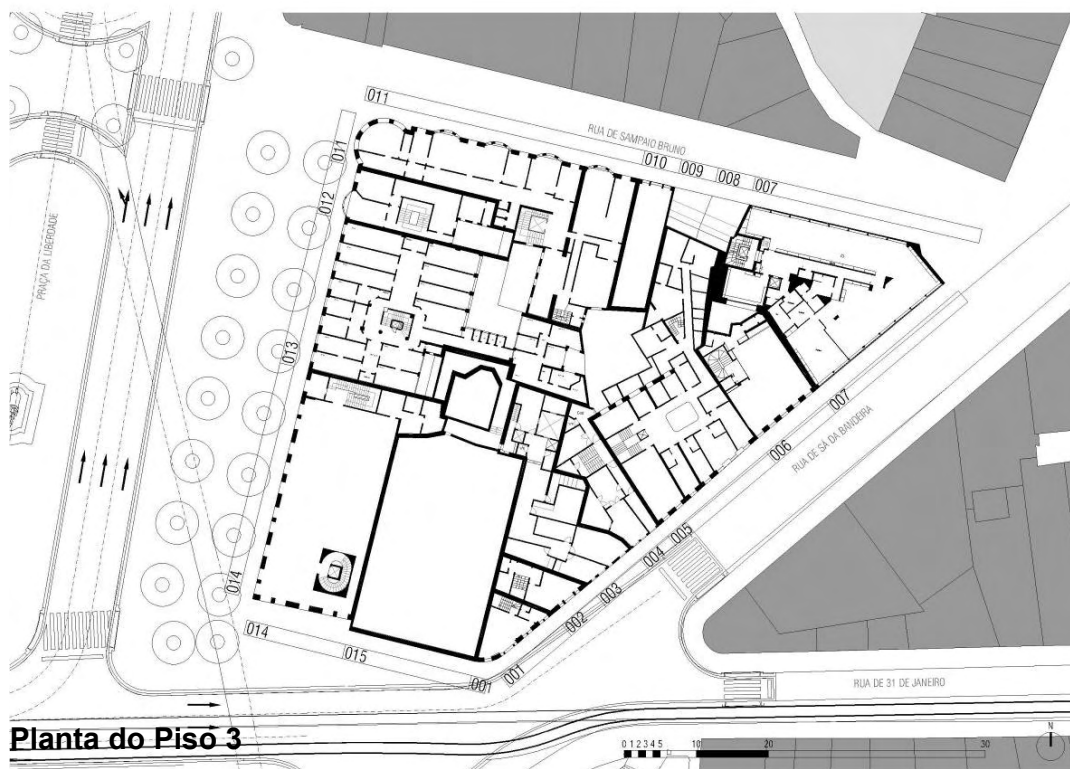 011
RUA DE SAMPAIO BRUNO
010
009
008
007
011
012
013
014
PRAÇA DA LIBERDADE
007
006
RUA DE SÁ DA BANDEIRA
005
004
003
002
001
014
015
001
RUA DE 31 DE JANEIRO
Planta do Piso 3
0 1 2 3 4 5 10 20 30
N